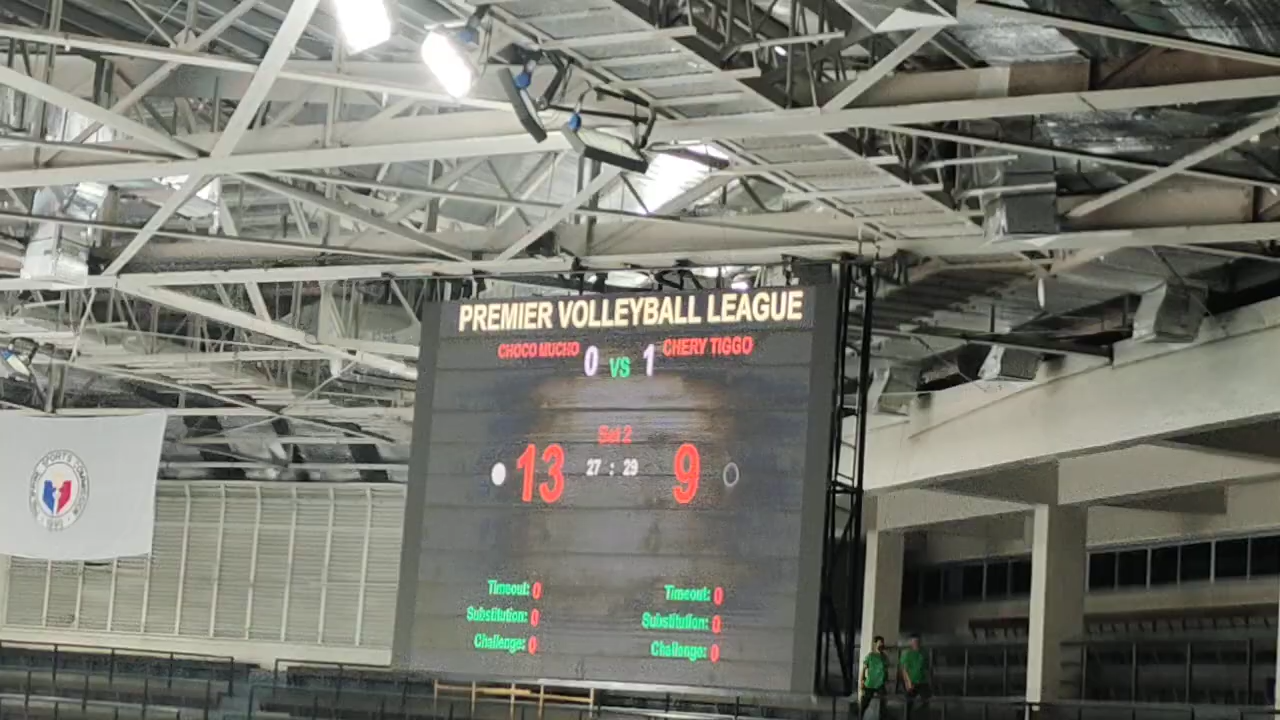 PREMIER VOLLEYBALL LEAGUE
CHOCO MUCHO 0 VS 1 CHERY TIGGO
Set 2
13 27 : 29 9
Timeout: 0 Timeout: 0
Substitution: 0 Substitution: 0
Challenge: 0 Challenge: 0